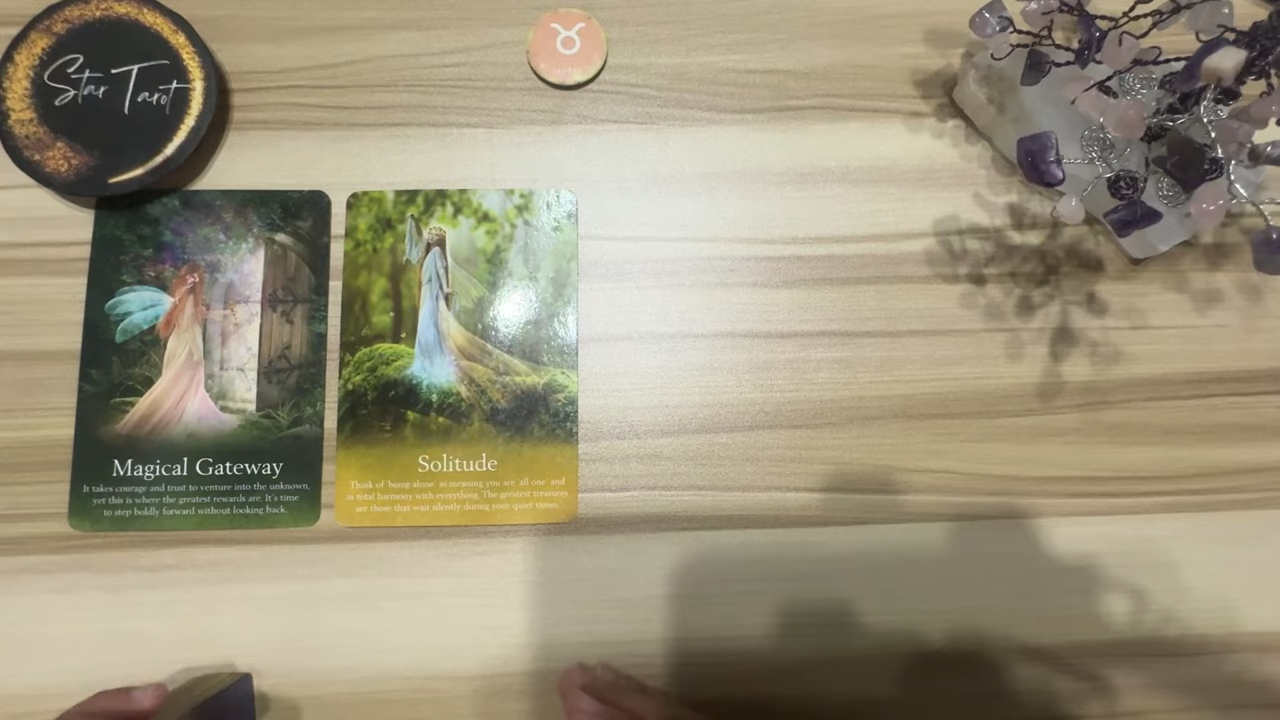 Star Tarot
Magical Gateway
It takes courage and trust to venture into the unknown,
yet this is where the greatest rewards are. It's time
to step boldly forward without looking back.
Solitude
Think of 'being alone' as meaning you are 'all one' and
in total harmony with everything. The greatest treasures
are those that wait silently during your quiet times.